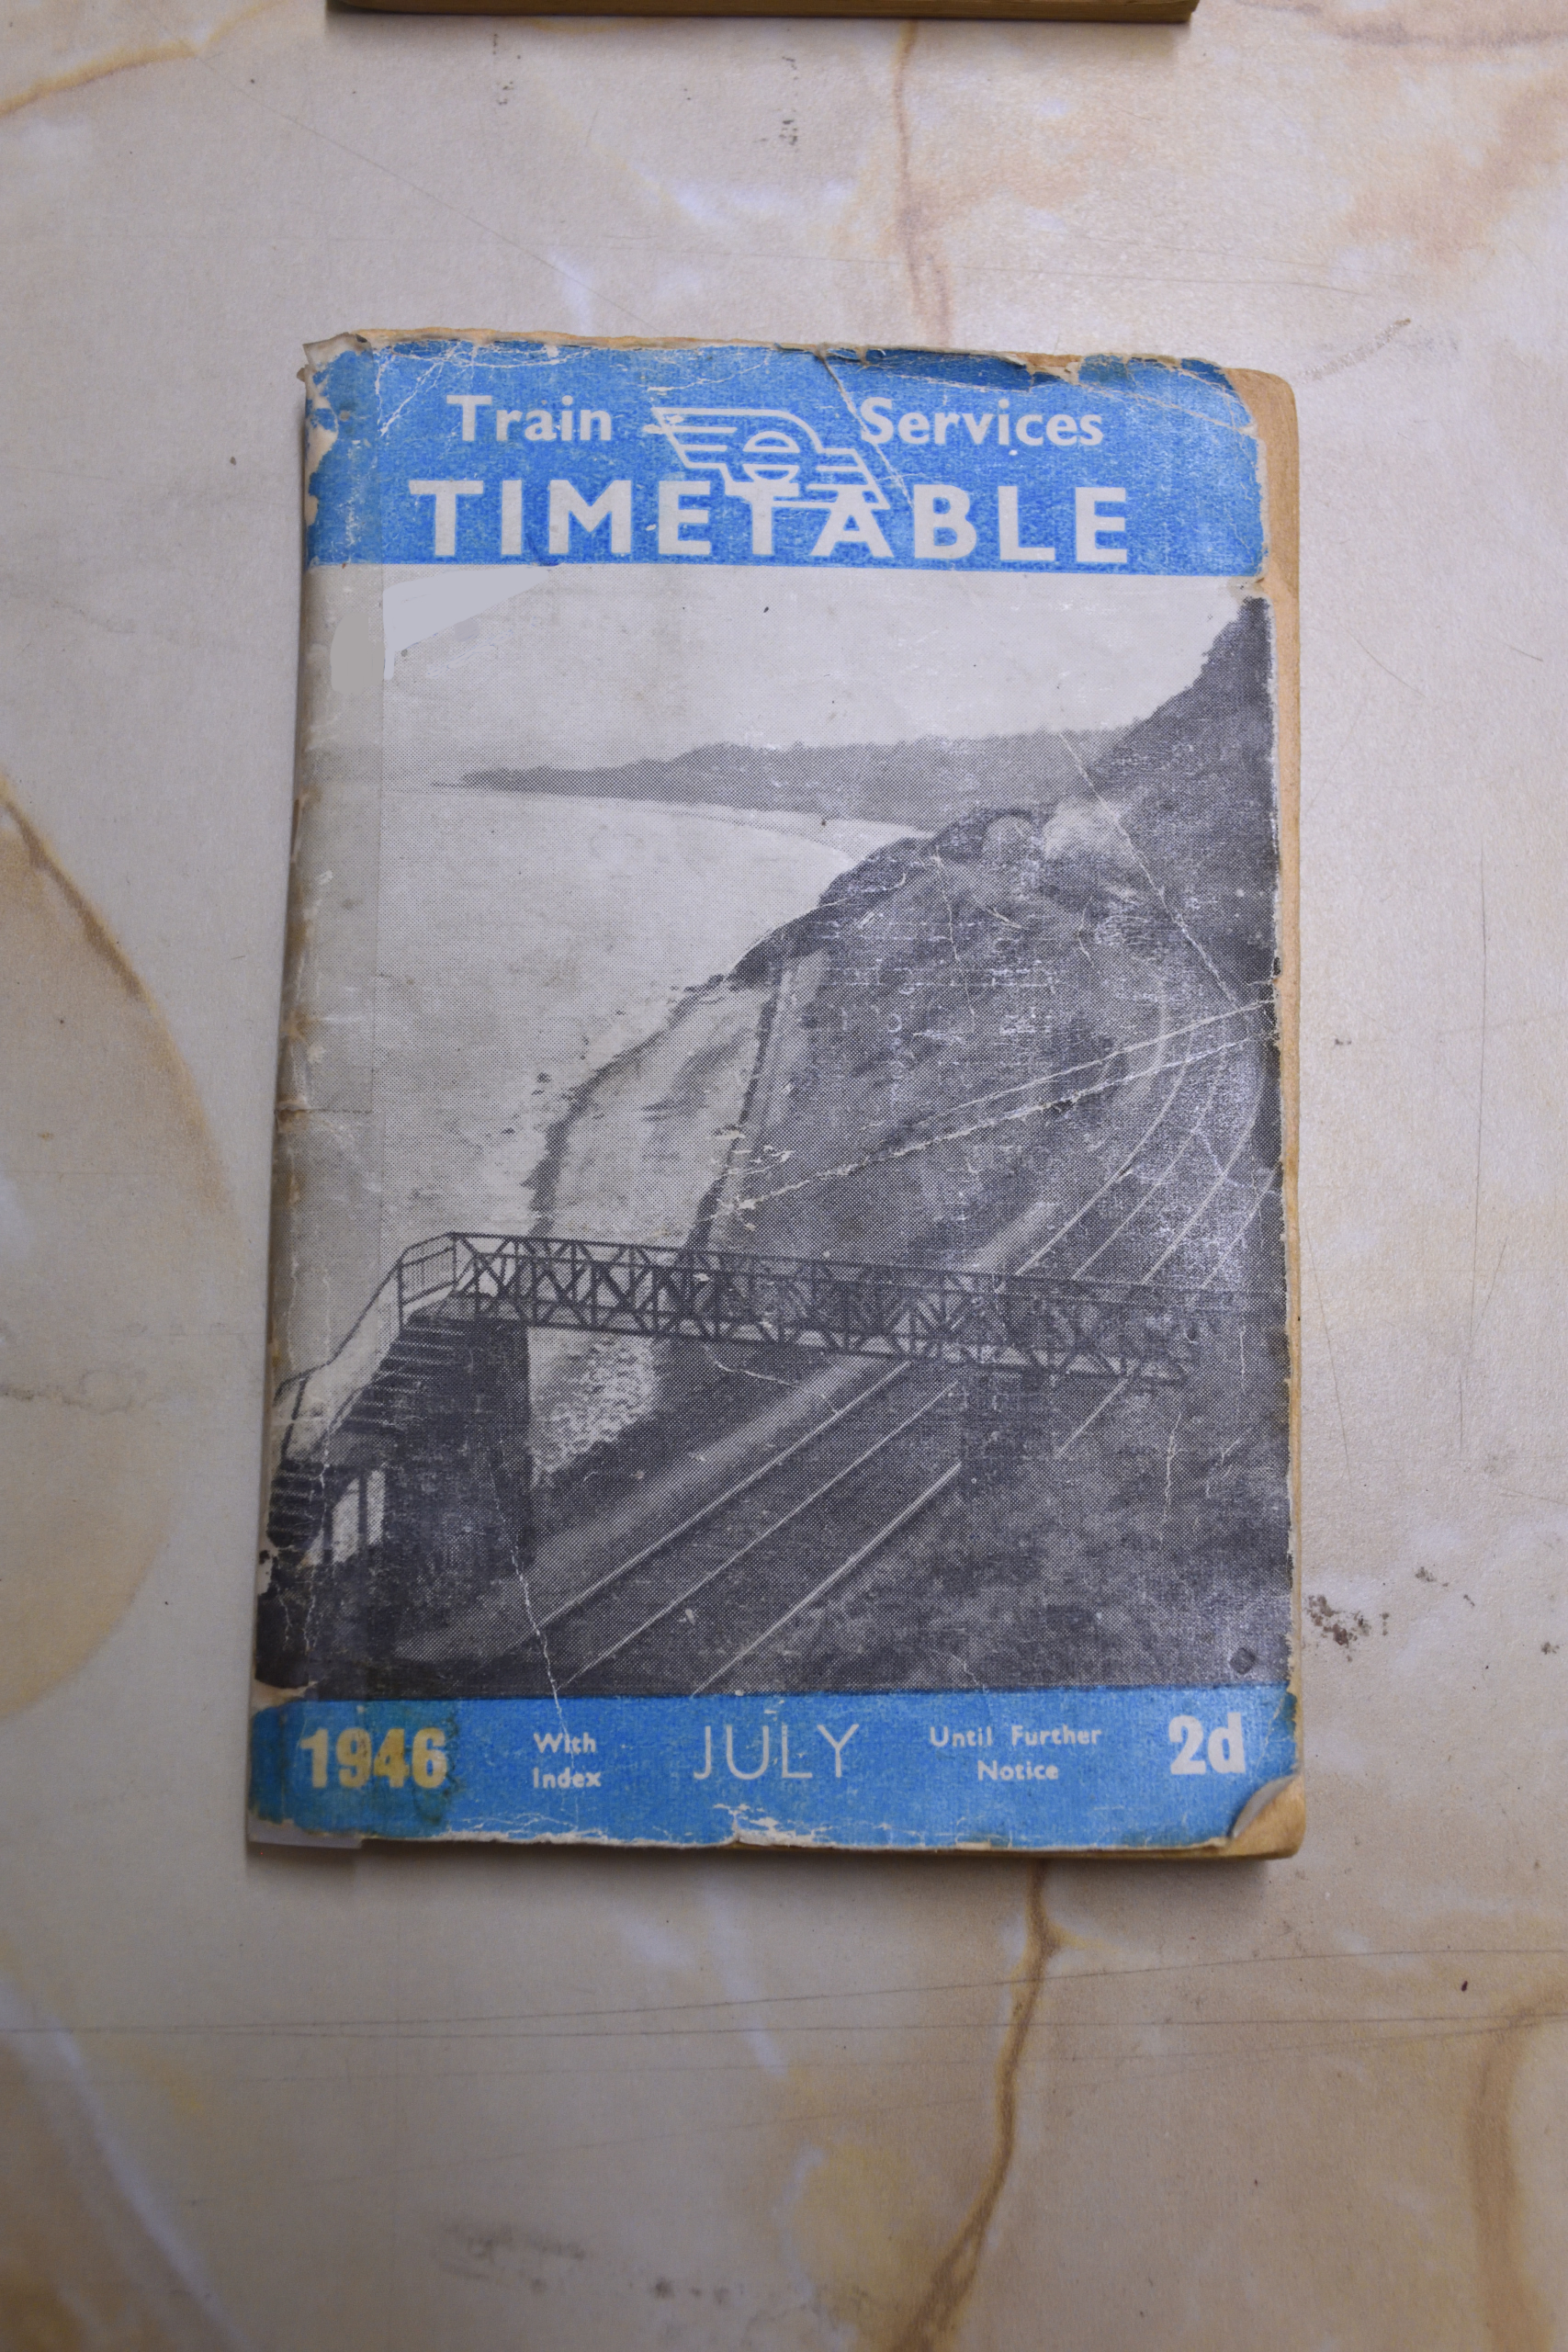 Train Services
TIMETABLE
1946 With Index JULY Until Further Notice 2d